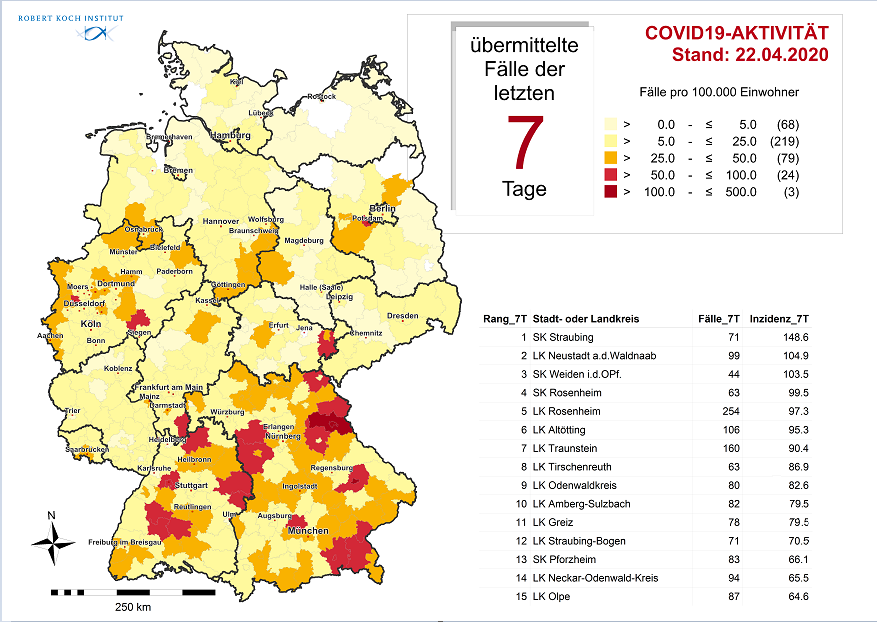 ROBERT KOCH INSTITUT
übermittelte
Fälle der
letzten
7
Tage
COVID19-AKTIVITÄT
Stand: 22.04.2020
Fälle pro 100.000 Einwohner
> 0.0 - ≤ 5.0 (68)
> 5.0 - ≤ 25.0 (219)
> 25.0 - ≤ 50.0 (79)
> 50.0 - ≤ 100.0 (24)
> 100.0 - ≤ 500.0 (3)
Kiel
Rostock
Lübeck
Hamburg
Bremerhaven
Bremen
Berlin
Potsdam
Hannover
Wolfsburg
Braunschweig
Osnabrück
Magdeburg
Münster
Bielefeld
Hamm
Paderborn
Moers
Dortmund
Göttingen
Halle (Saale)
Leipzig
Düsseldorf
Kassel
Dresden
Köln
Siegen
Erfurt
Jena
Chemnitz
Aachen
Bonn
Koblenz
Frankfurt am Main
Mainz
Darmstadt
Trier
Würzburg
Erlangen
Nürnberg
Heidelberg
Saarbrücken
Heilbronn
Karlsruhe
Regensburg
Stuttgart
Ingolstadt
Reutlingen
Ulm
Augsburg
München
Freiburg im Breisgau
N
250 km
Rang_7T Stadt- oder Landkreis Fälle_7T Inzidenz_7T
1 SK Straubing 71 148.6
2 LK Neustadt a.d.Waldnaab 99 104.9
3 SK Weiden i.d.OPf. 44 103.5
4 SK Rosenheim 63 99.5
5 LK Rosenheim 254 97.3
6 LK Altötting 106 95.3
7 LK Traunstein 160 90.4
8 LK Tirschenreuth 63 86.9
9 LK Odenwaldkreis 80 82.6
10 LK Amberg-Sulzbach 82 79.5
11 LK Greiz 78 79.5
12 LK Straubing-Bogen 71 70.5
13 SK Pforzheim 83 66.1
14 LK Neckar-Odenwald-Kreis 94 65.5
15 LK Olpe 87 64.6